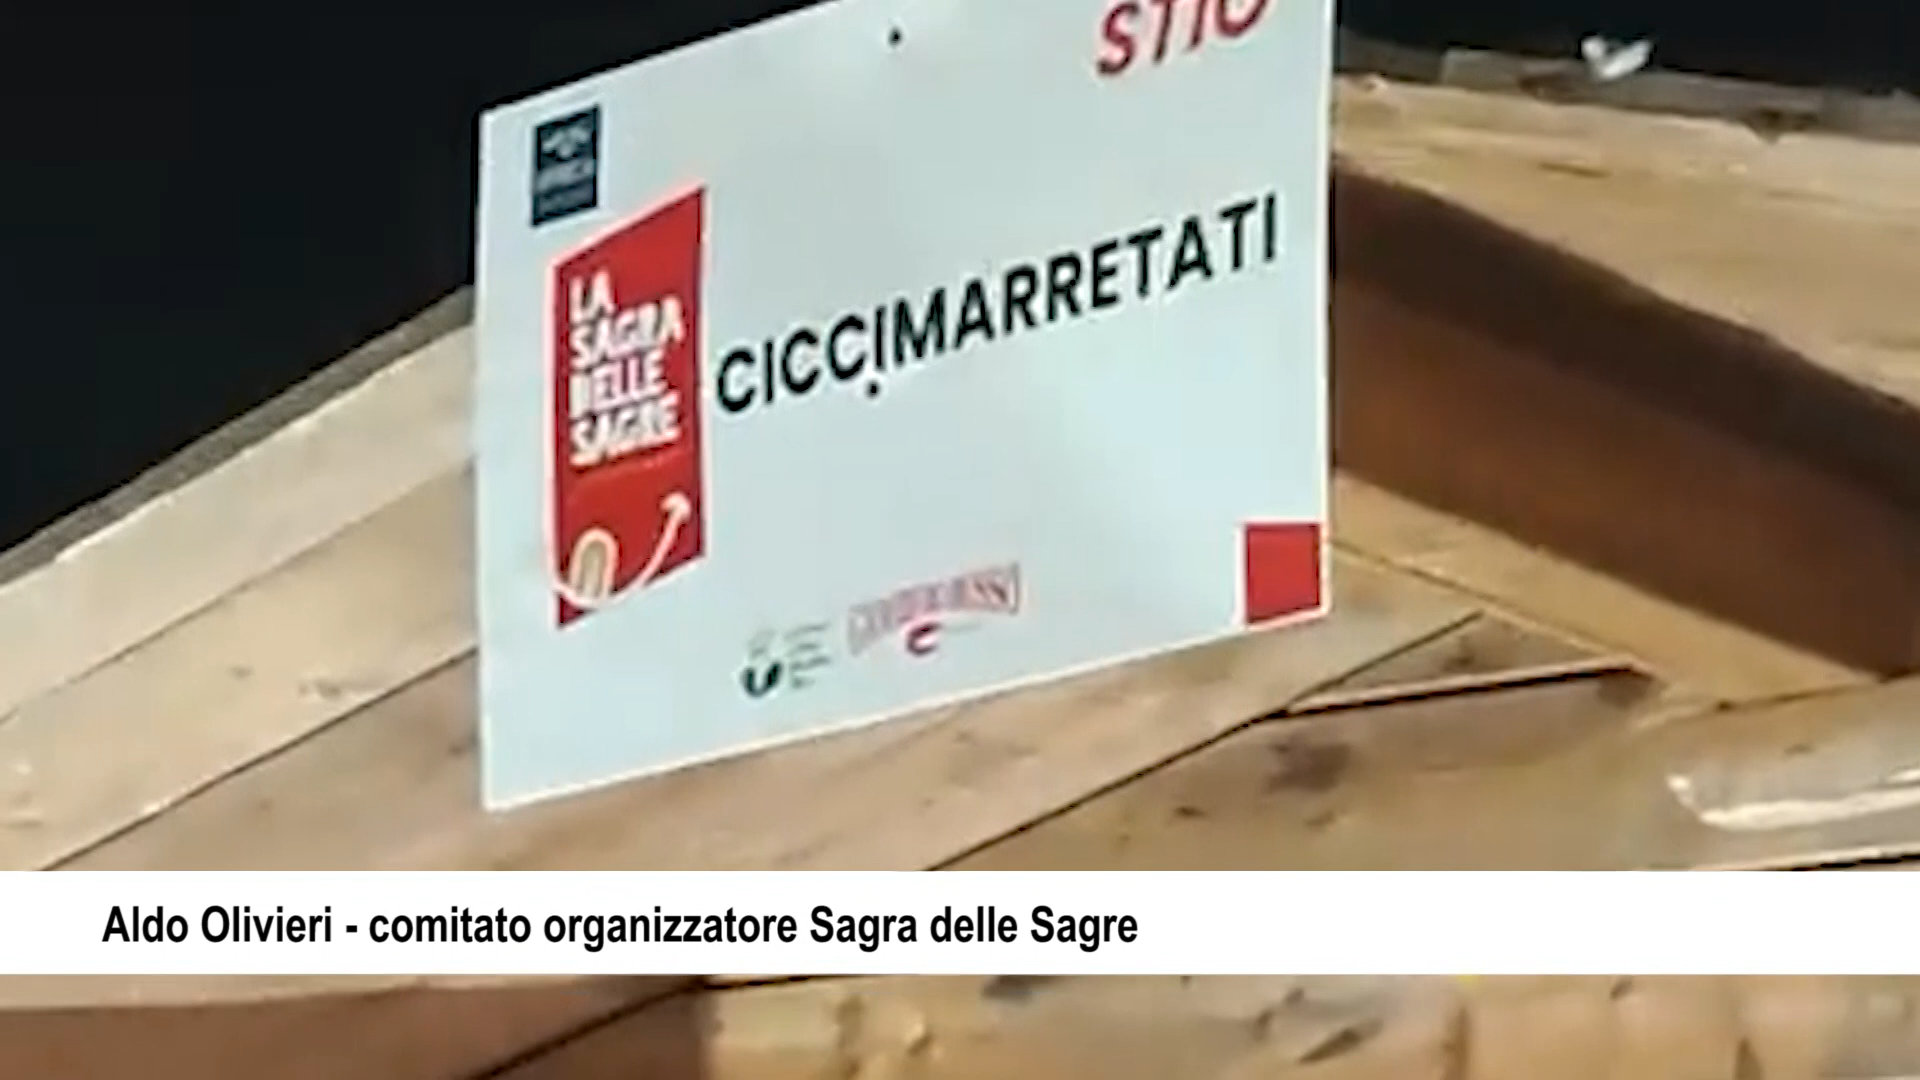 STIO
LA
SAGRA
DELLE
SAGRE
CICCIMARRETATI
Aldo Olivieri - comitato organizzatore Sagra delle Sagre